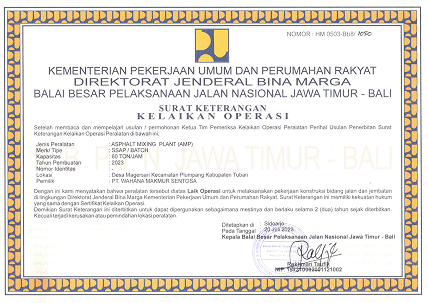 NOMOR : HM 0503-Bb8/ 1050
KEMENTERIAN PEKERJAAN UMUM DAN PERUMAHAN RAKYAT
DIREKTORAT JENDERAL BINA MARGA
BALAI BESAR PELAKSANAAN JALAN NASIONAL JAWA TIMUR - BALI
SURAT KETERANGAN
KELAIKAN OPERASI
Setelah membaca dan mempelajari usulan / permohonan Ketua Tim Pemeriksa Kelaikan Operasi Peralatan Perihal Usulan Penerbitan Surat
Keterangan Kelaikan Operasi Peralatan di bawah ini:
Jenis Peralatan : ASPHALT MIXING PLANT (AMP)
Merk/ Tipe : SSAP / BATCH
Kapasitas : 60 TON/JAM
Tahun Pembuatan : 2023
Nomor Identitas :
Lokasi : Desa Magersari Kecamatan Plumpang Kabupaten Tuban
Pemilik : PT. WAHANA MAKMUR SENTOSA
Dengan ini kami menyatakan bahwa peralatan tersebut diatas Laik Operasi untuk melaksanakan pekerjaan konstruksi bidang jalan dan jembatan
di lingkungan Direktorat Jenderal Bina Marga Kementerian Pekerjaan Umum dan Perumahan Rakyat. Surat Keterangan ini memiliki kekuatan hukum
yang sama dengan Sertifikat Kelaikan Operasi.
Demikian Surat Keterangan ini diterbitkan untuk dapat dipergunakan sebagaimana mestinya dan berlaku selama 2 (dua) tahun sejak diterbitkan.
Kecuali terjadi kerusakan atau pemindahan lokasi peralatan.
Ditetapkan di : Sidoarjo
Pada Tanggal : 20 Juli 2023
Kepala Balai Besar Pelaksanaan Jalan Nasional Jawa Timur - Bali
Rakhman Taufik